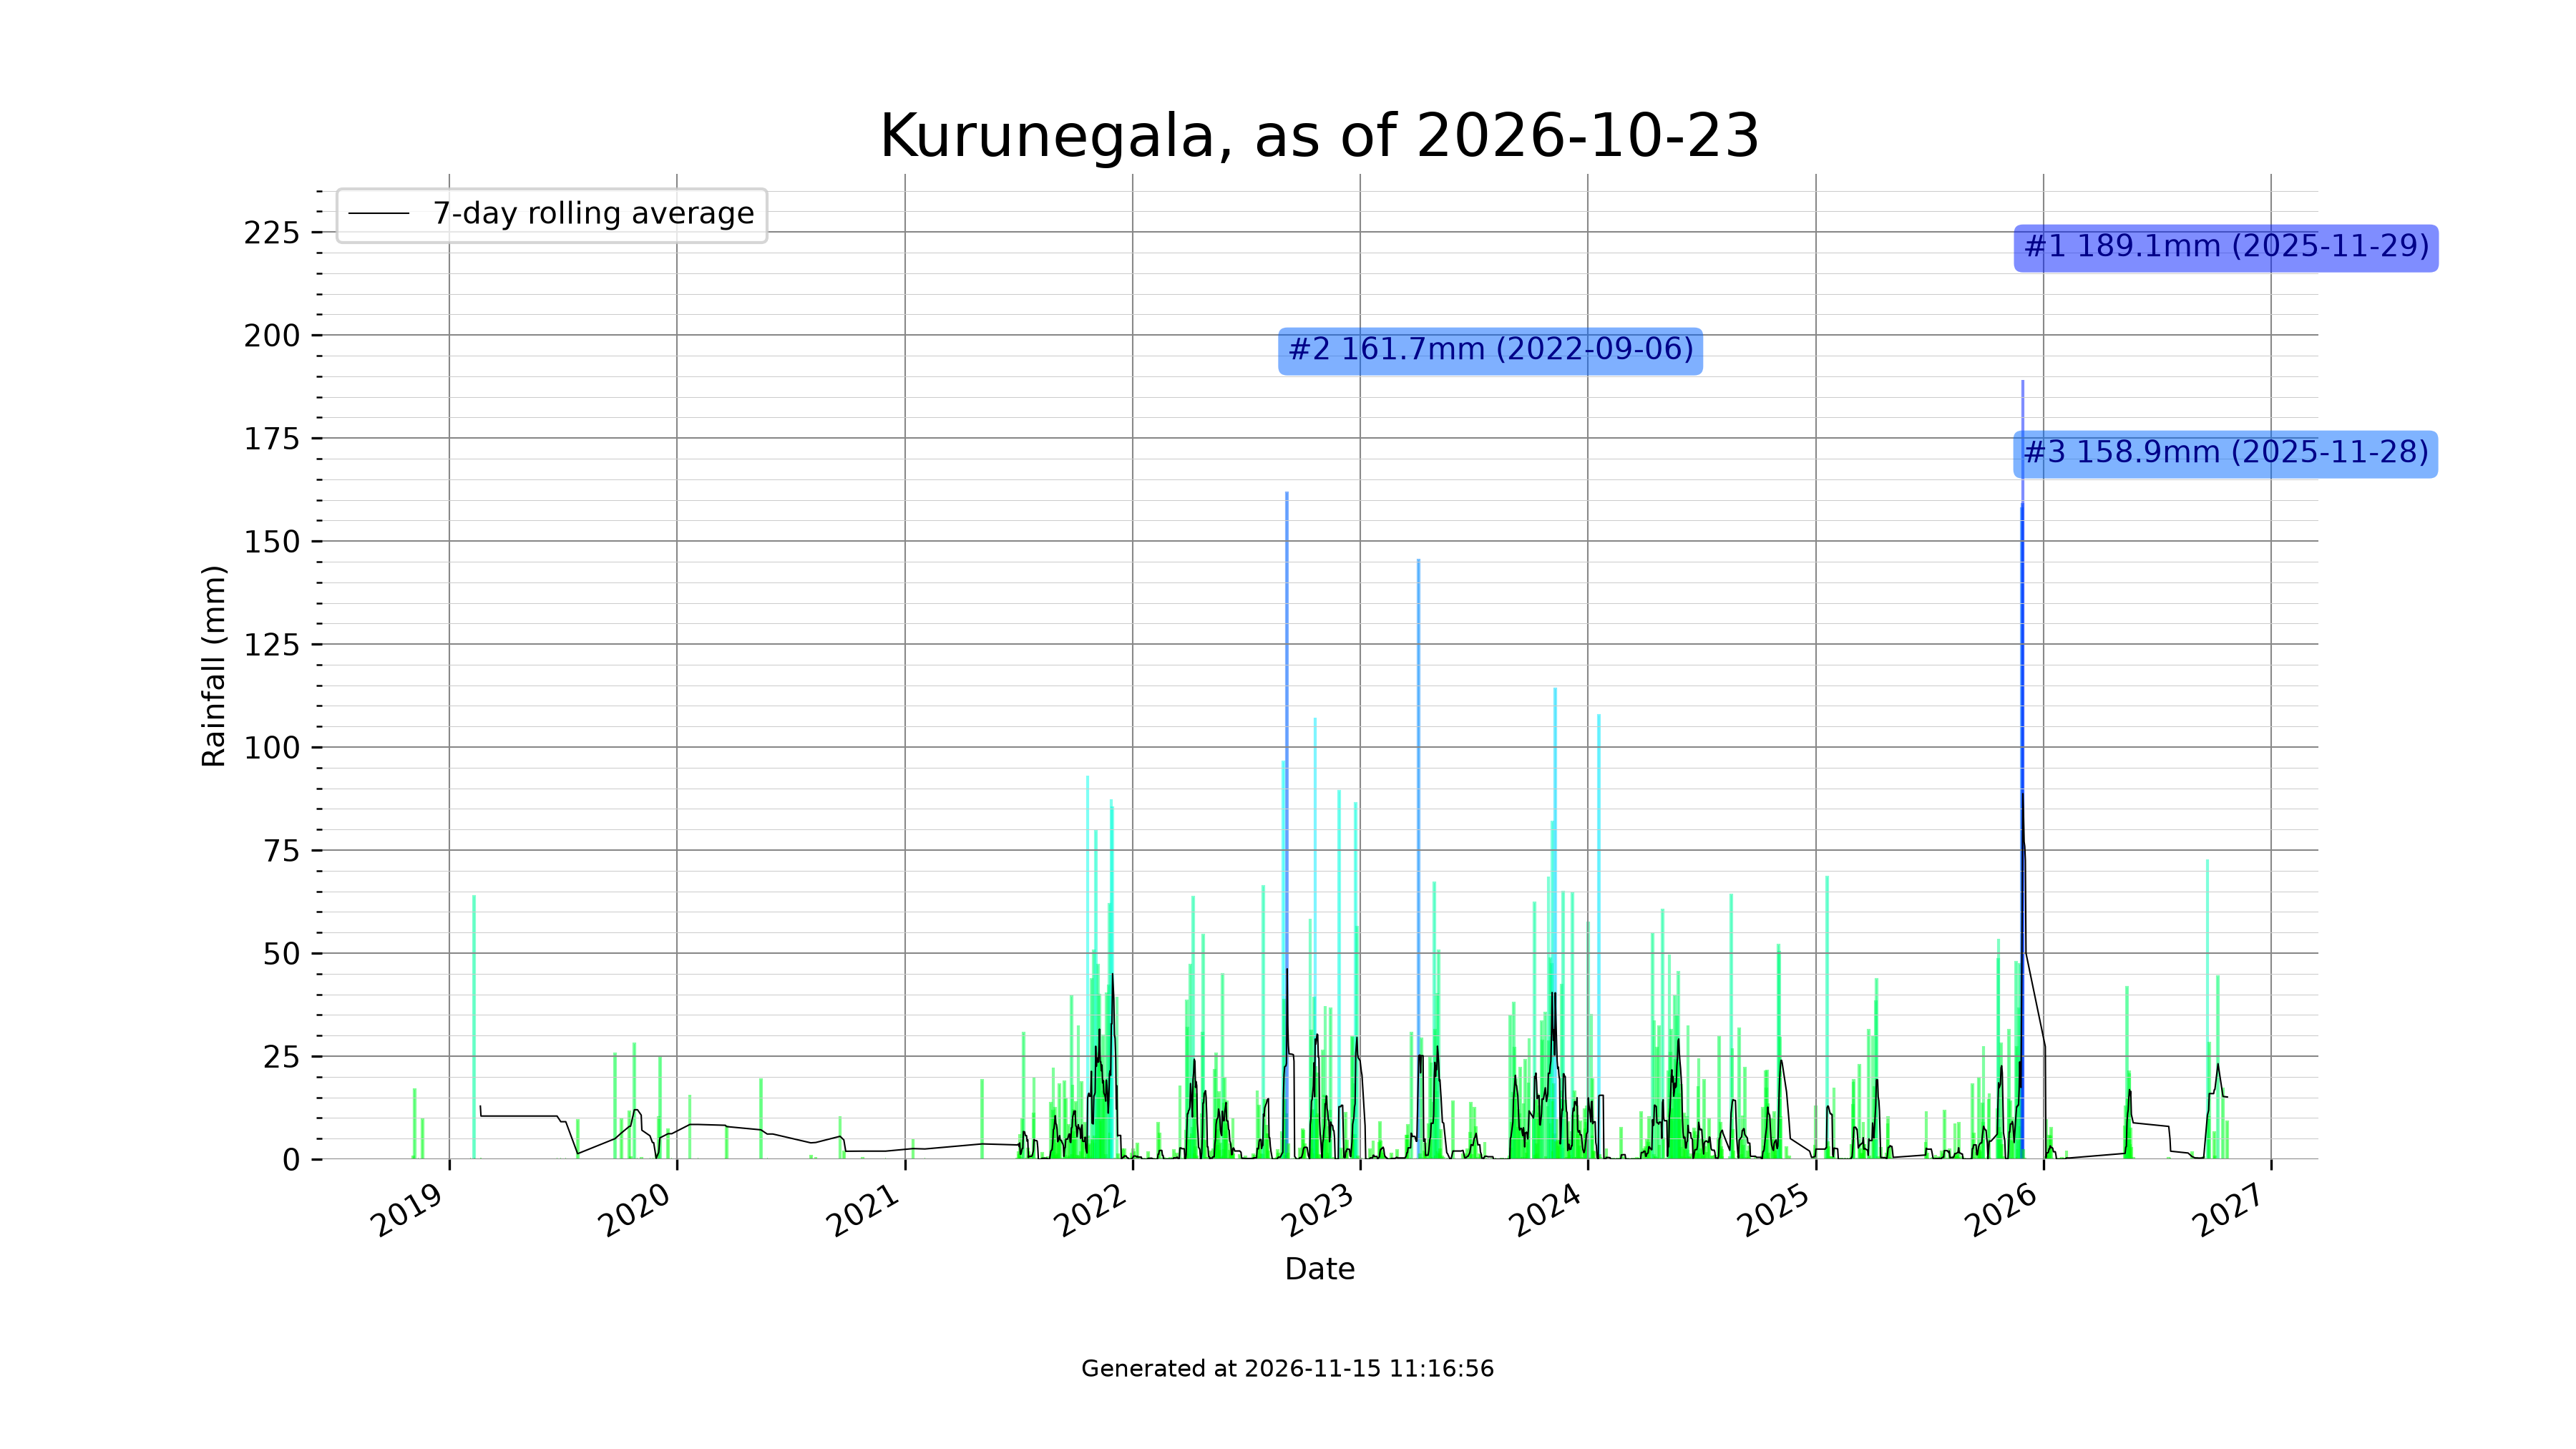 Kurunegala, as of 2026-10-23
7-day rolling average
#1 189.1mm (2025-11-29)
#2 161.7mm (2022-09-06)
#3 158.9mm (2025-11-28)
Rainfall (mm)
225
200
175
150
125
100
75
50
25
0
2019
2020
2021
2022
2023
2024
2025
2026
2027
Date
Generated at 2026-11-15 11:16:56